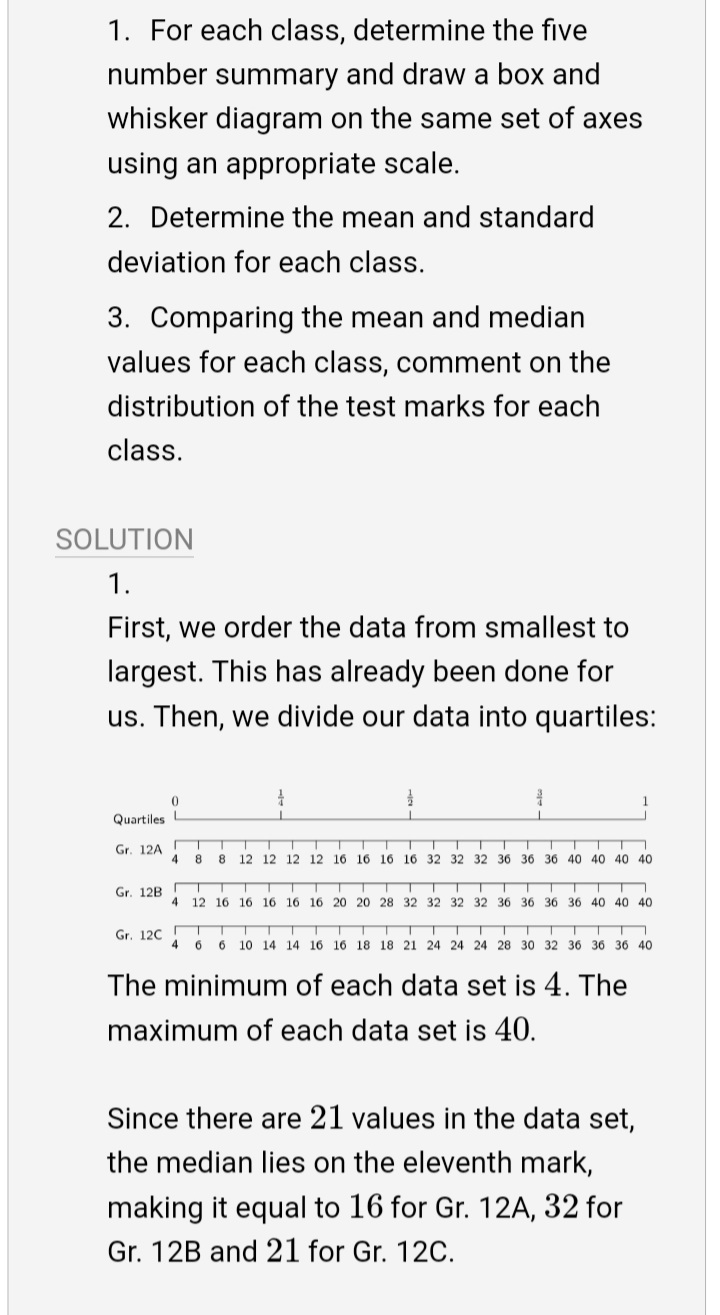 1. For each class, determine the five
number summary and draw a box and
whisker diagram on the same set of axes
using an appropriate scale.
2. Determine the mean and standard
deviation for each class.
3. Comparing the mean and median
values for each class, comment on the
distribution of the test marks for each
class.
SOLUTION
1.
First, we order the data from smallest to
largest. This has already been done for
us. Then, we divide our data into quartiles:
0 1/4 1/2 3/4 1
Quartiles
Gr. 12A 4 8 8 12 12 12 12 16 16 16 16 32 32 32 36 36 36 40 40 40 40
Gr. 12B 4 12 16 16 16 16 16 20 20 28 32 32 32 32 36 36 36 36 40 40 40
Gr. 12C 4 6 6 10 14 14 16 16 18 18 21 24 24 24 28 30 32 36 36 36 40
The minimum of each data set is 4. The
maximum of each data set is 40.
Since there are 21 values in the data set,
the median lies on the eleventh mark,
making it equal to 16 for Gr. 12A, 32 for
Gr. 12B and 21 for Gr. 12C.